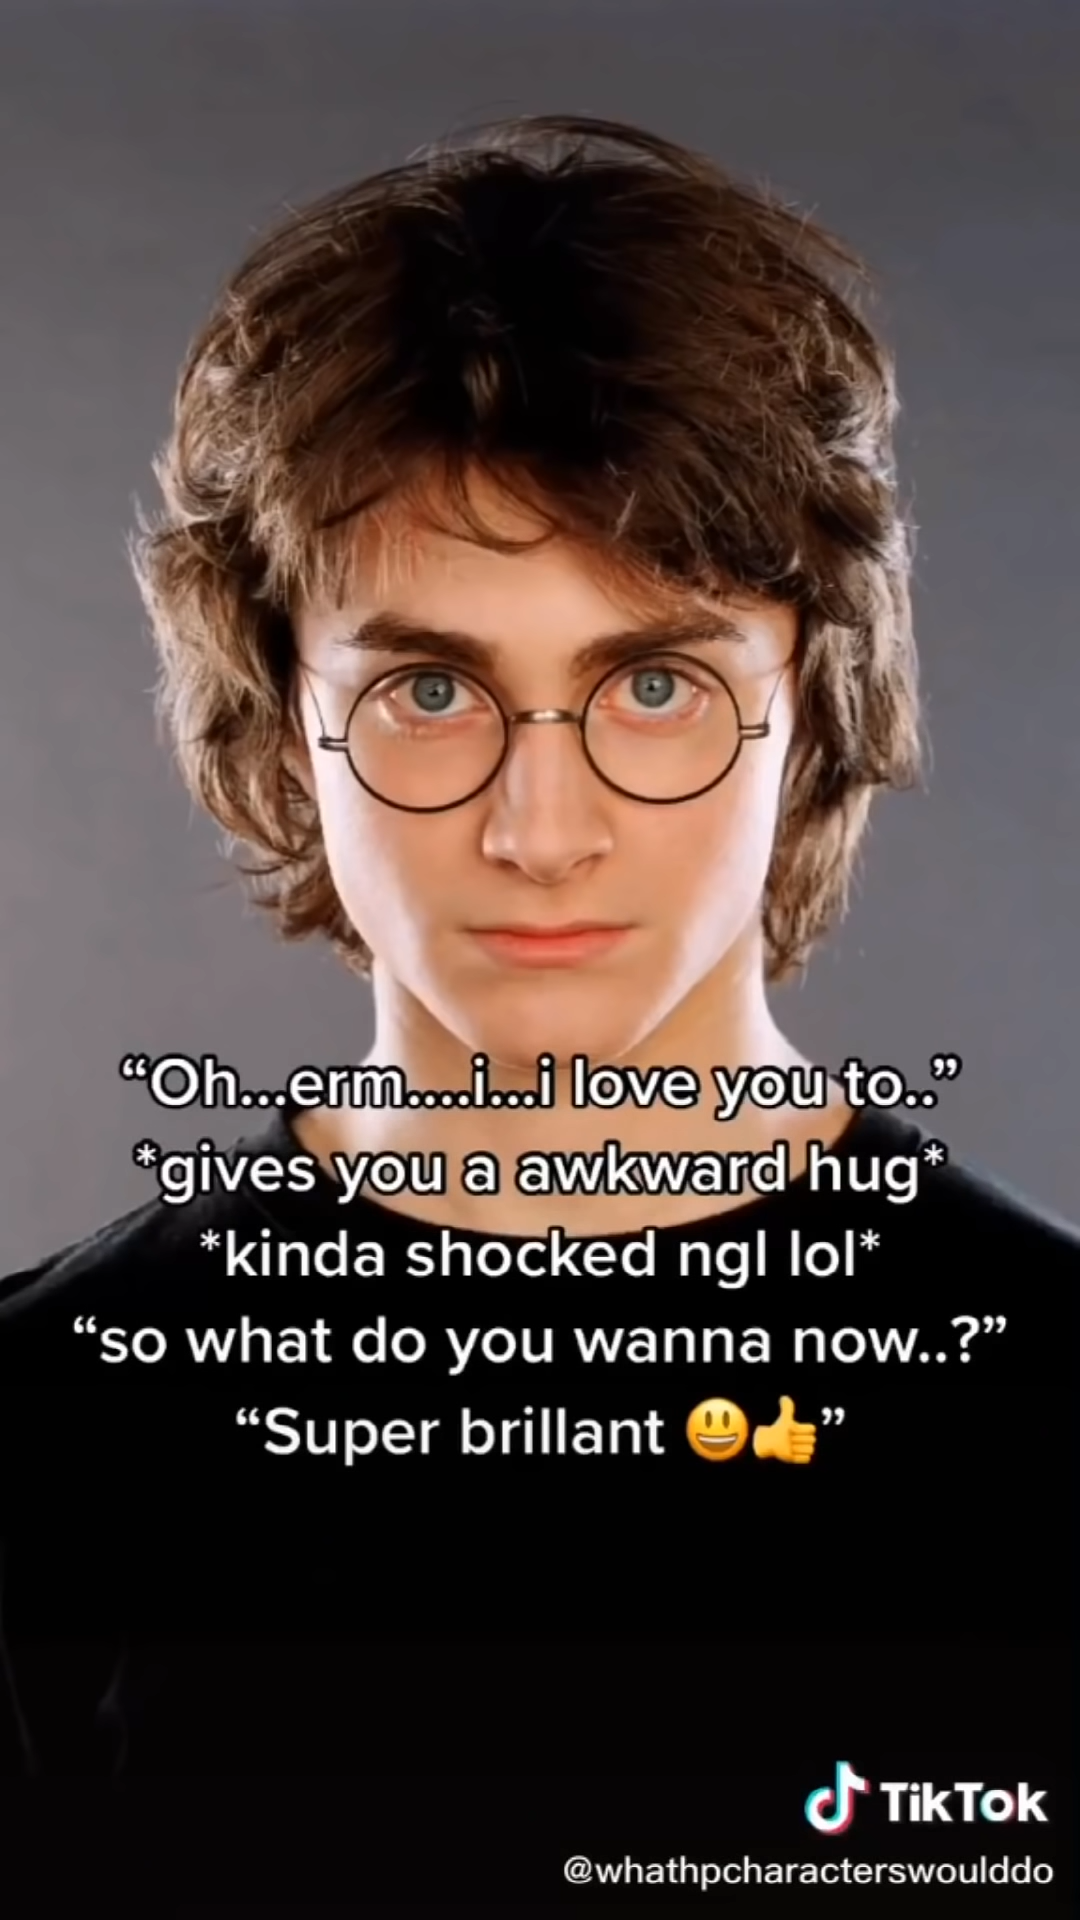 “Oh...erm....i...i love you to..”
*gives you a awkward hug*
*kinda shocked ngl lol*
“so what do you wanna now..?”
“Super brillant 😃👍”
TikTok
@whathpcharacterswoulddo